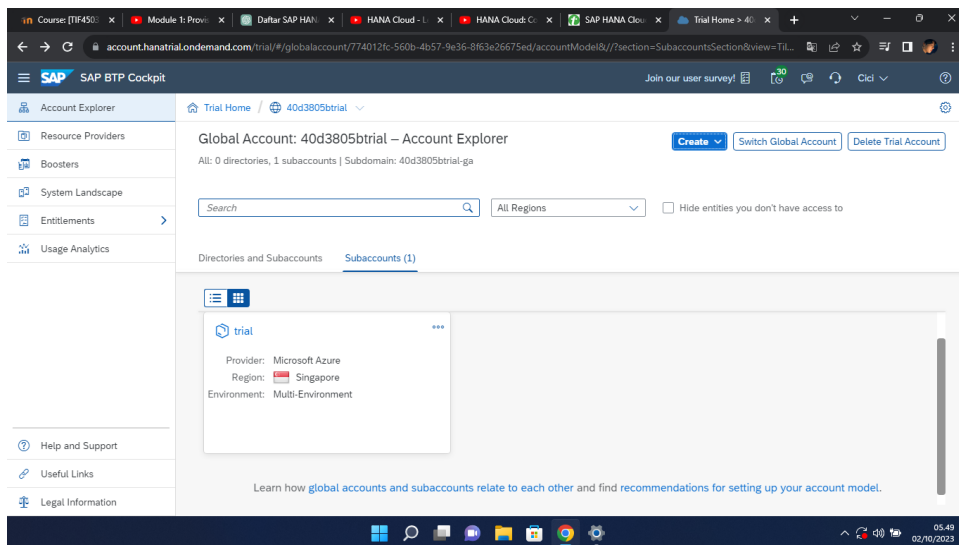 Course: [TIF4503
Module 1: Provis
Daftar SAP HAN
HANA Cloud - L
HANA Cloud: C
SAP HANA Clou
Trial Home > 40
account.hanatrial.ondemand.com/trial/#/globalaccount/774012fc-560b-4b57-9e36-8f63e26675ed/accountModel&//?section=SubaccountsSection&view=Til...
SAP SAP BTP Cockpit
Join our user survey!
30
Cici
Account Explorer
Trial Home / 40d3805btrial
Resource Providers
Global Account: 40d3805btrial – Account Explorer
Create
Switch Global Account
Delete Trial Account
Boosters
All: 0 directories, 1 subaccounts | Subdomain: 40d3805btrial-ga
System Landscape
Entitlements
Search
All Regions
Hide entities you don't have access to
Usage Analytics
Directories and Subaccounts
Subaccounts (1)
trial
Provider: Microsoft Azure
Region: Singapore
Environment: Multi-Environment
Help and Support
Useful Links
Learn how global accounts and subaccounts relate to each other and find recommendations for setting up your account model.
Legal Information
05.49
02/10/2023